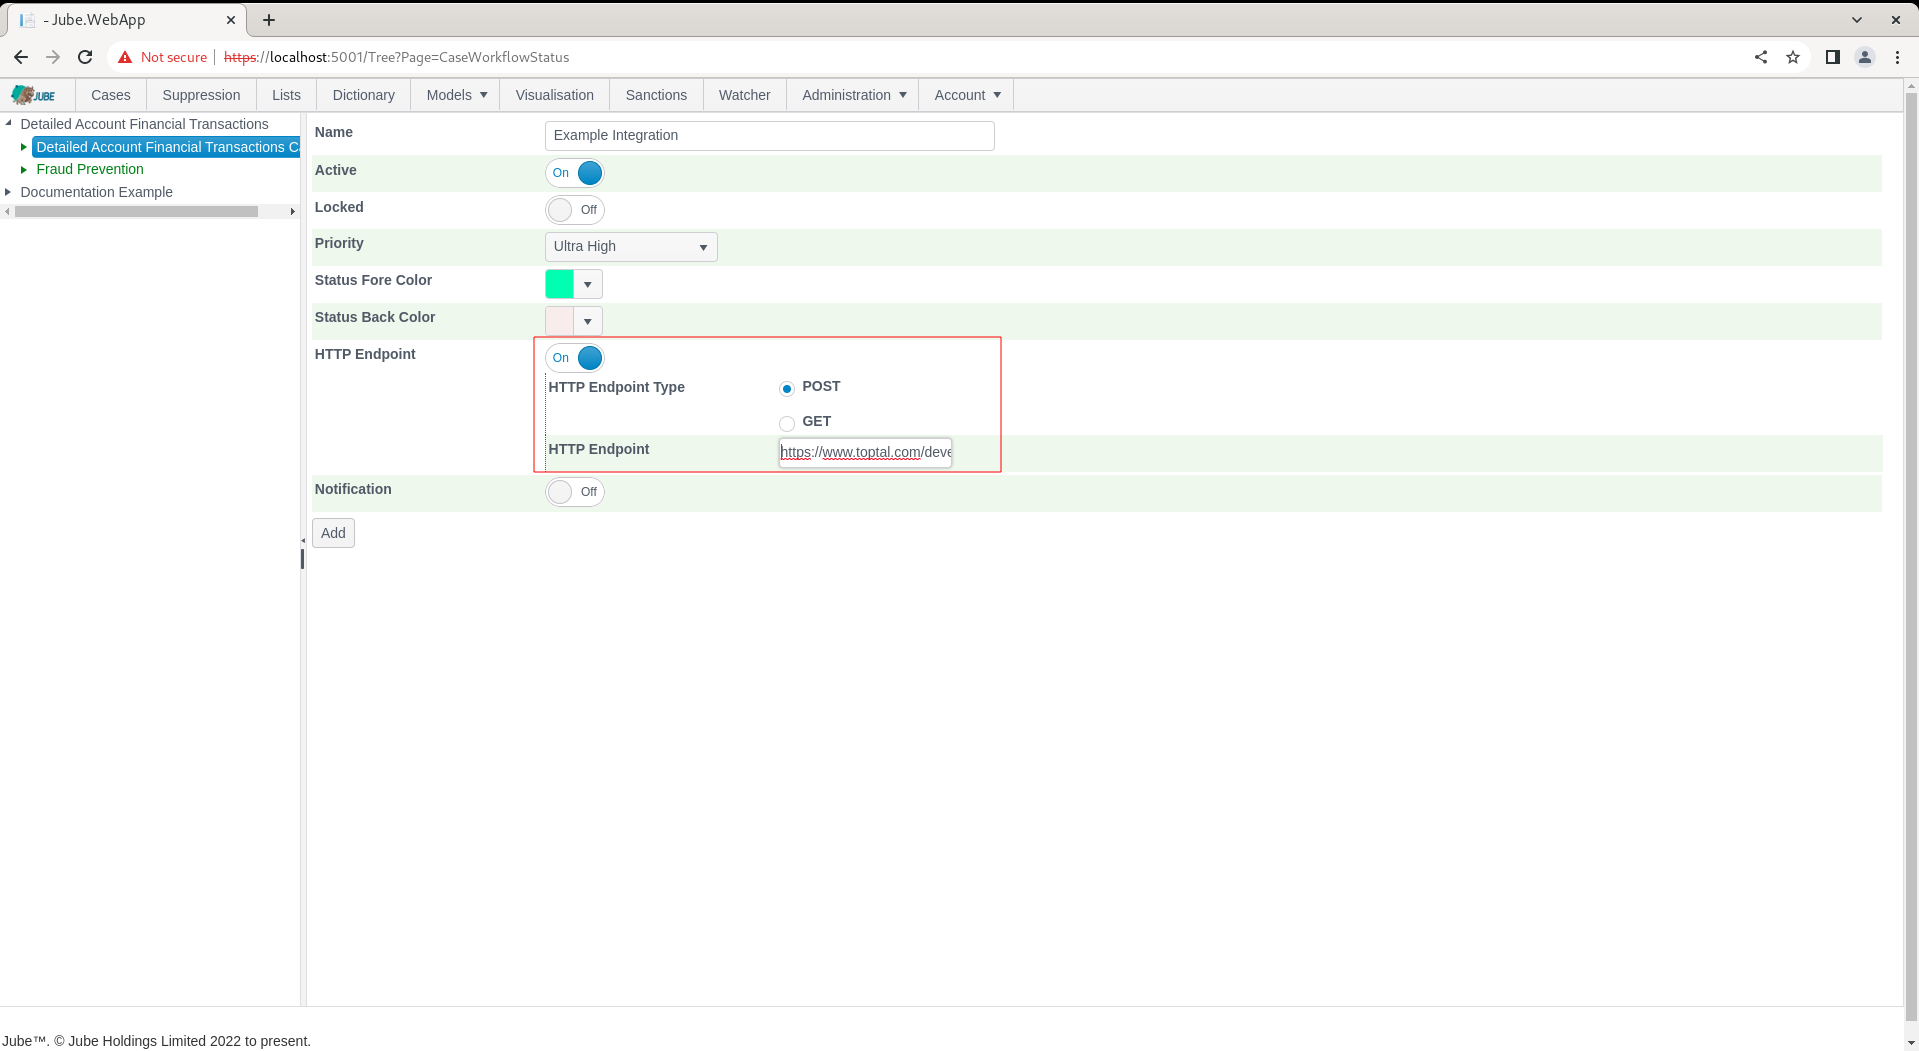 - Jube.WebApp
Not secure https://localhost:5001/Tree?Page=CaseWorkflowStatus
JUBE Cases Suppression Lists Dictionary Models Visualisation Sanctions Watcher Administration Account
Detailed Account Financial Transactions
Detailed Account Financial Transactions C
Fraud Prevention
Documentation Example
Name Example Integration
Active On
Locked Off
Priority Ultra High
Status Fore Color
Status Back Color
HTTP Endpoint On
HTTP Endpoint Type POST
GET
HTTP Endpoint https://www.toptal.com/deve
Notification Off
Add
Jube™. © Jube Holdings Limited 2022 to present.